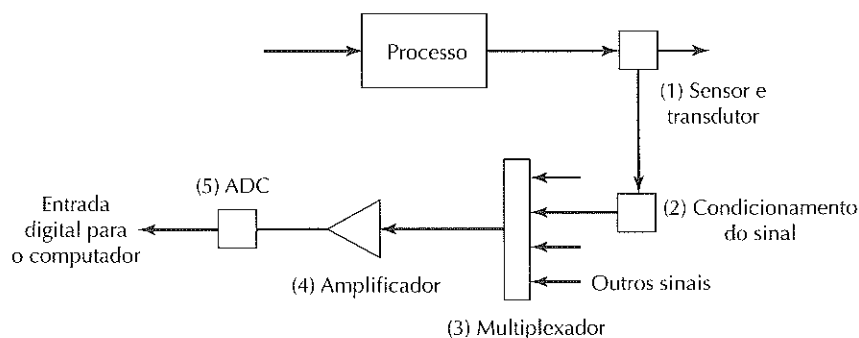 Processo
(1) Sensor e
transdutor
(5) ADC
Entrada
digital para
o computador
(2) Condicionamento
do sinal
(4) Amplificador
Outros sinais
(3) Multiplexador